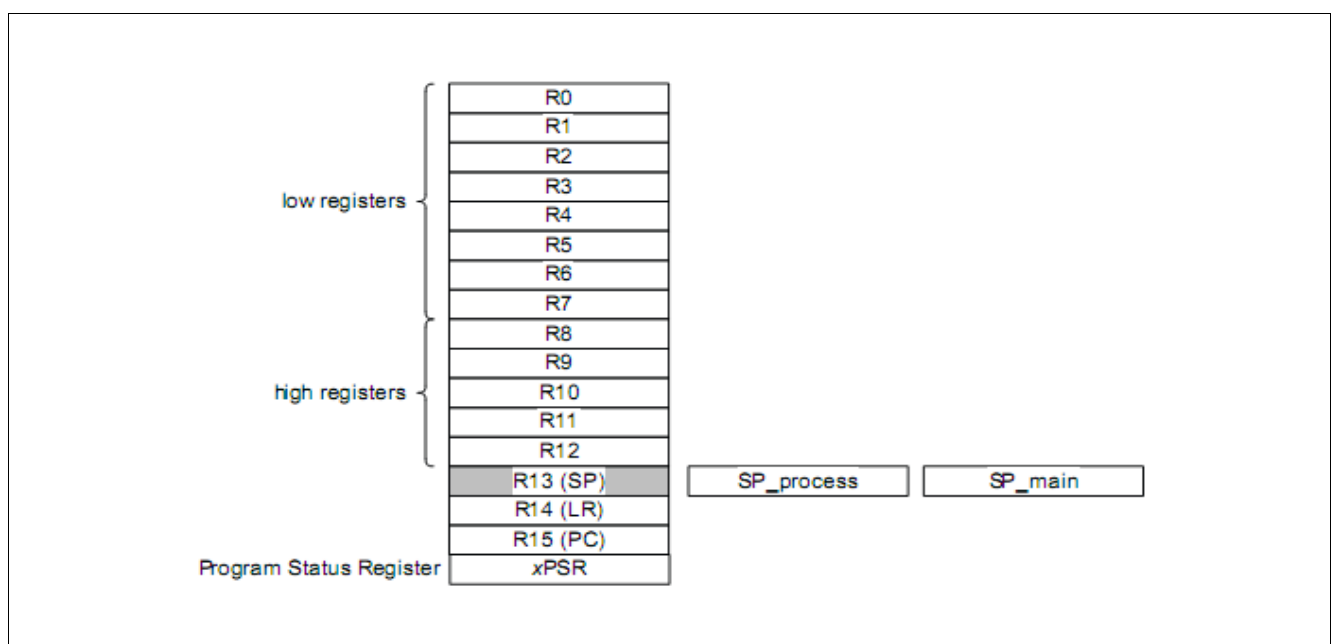 R0
R1
R2
R3
low registers
R4
R5
R6
R7
R8
R9
high registers
R10
R11
R12
R13 (SP) SP_process SP_main
R14 (LR)
R15 (PC)
Program Status Register xPSR